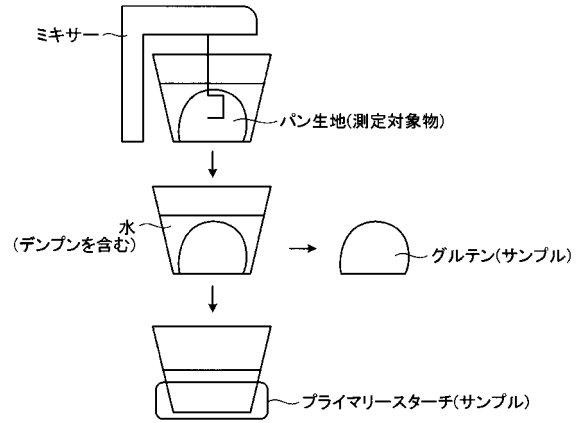 ミキサー
パン生地(測定対象物)
水
(デンプンを含む)
グルテン(サンプル)
プライマリースターチ(サンプル)